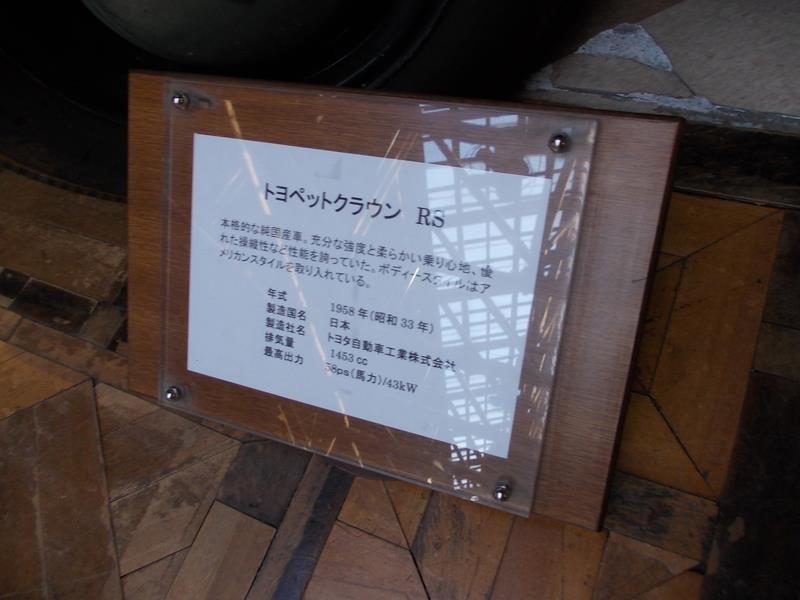 トヨペットクラウン RS
本格的な純国産車。充分な強度と柔らかい乗り心地、優
れた操縦性など性能を誇っていた。ボディースタイルはア
メリカンスタイルを取り入れている。
年式 1958年(昭和33年)
製造国名 日本
製造社名 トヨタ自動車工業株式会社
排気量 1453cc
最高出力 58ps(馬力)/43kW